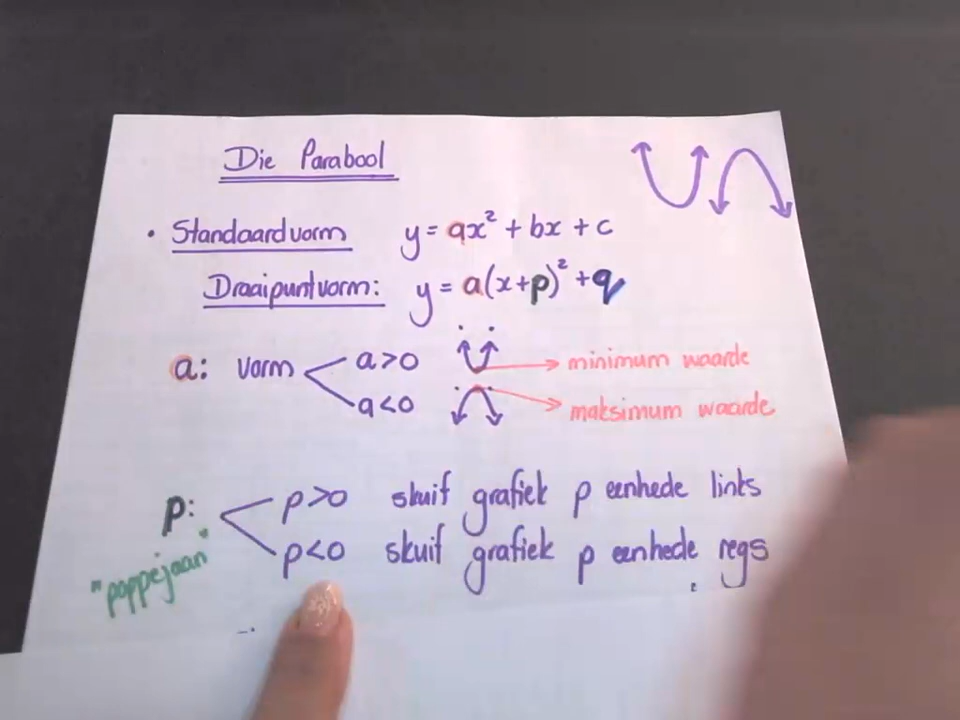 Die Parabool
• Standaardvorm y = ax² + bx + c
Draaipuntvorm: y = a(x+p)² + q
a: vorm a>0 minimum waarde
a<0 maksimum waarde
p: p>0 skuif grafiek p eenhede links
p<0 skuif grafiek p eenhede regs
"poppejaan"